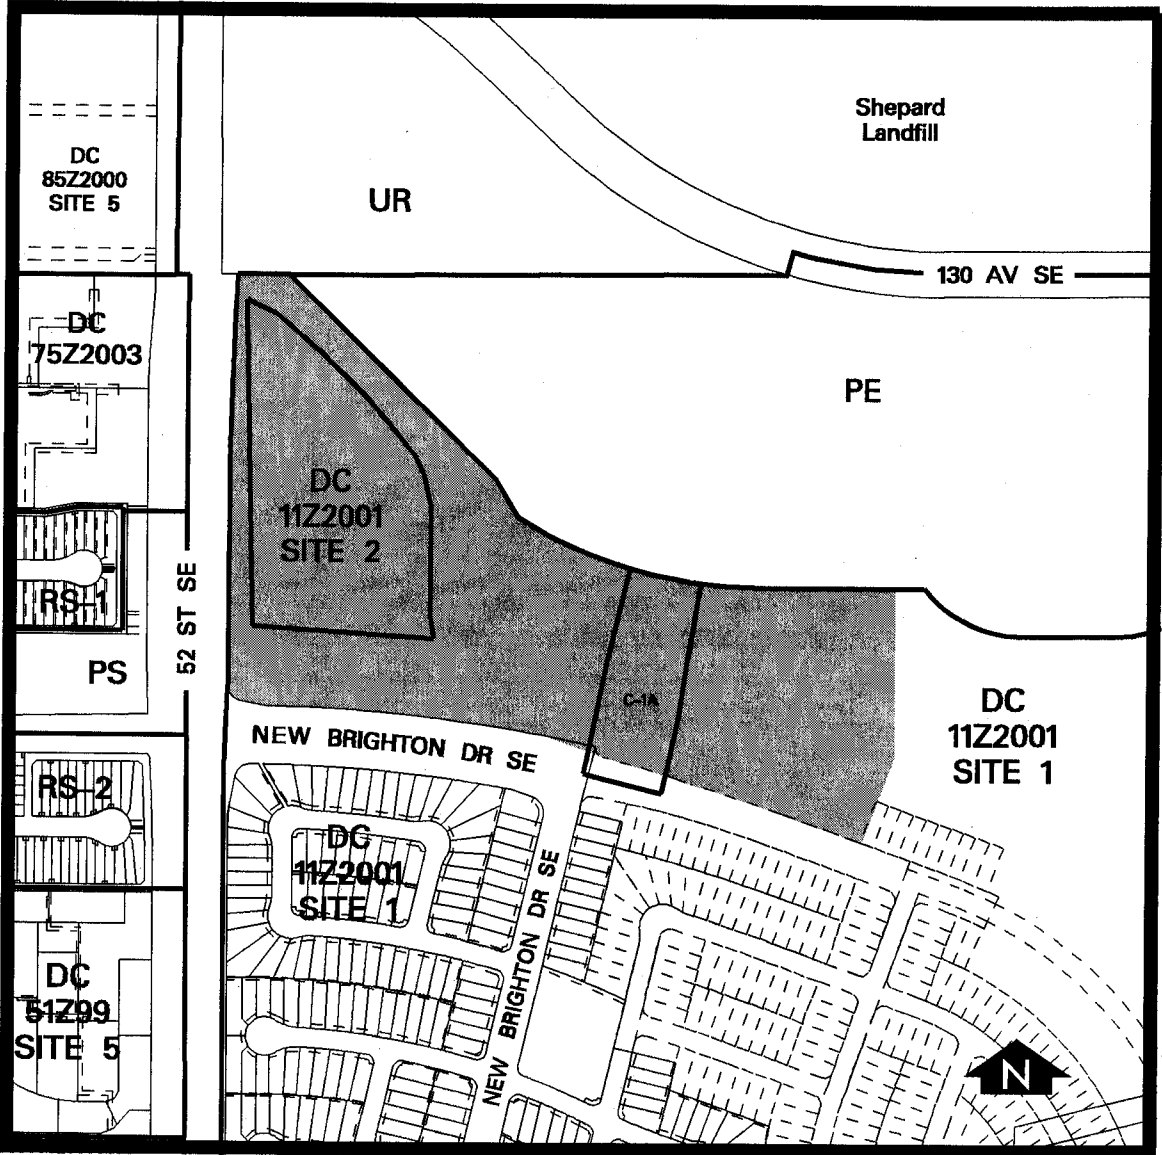 Shepard
Landfill
DC
85Z2000
SITE 5
UR
130 AV SE
DC
75Z2003
PE
DC
11Z2001
SITE 2
52 ST SE
RS-1
PS
C-1A
DC
11Z2001
SITE 1
NEW BRIGHTON DR SE
RS-2
DC
11Z2001
SITE 1
NEW BRIGHTON DR SE
DC
51Z99
SITE 5
N